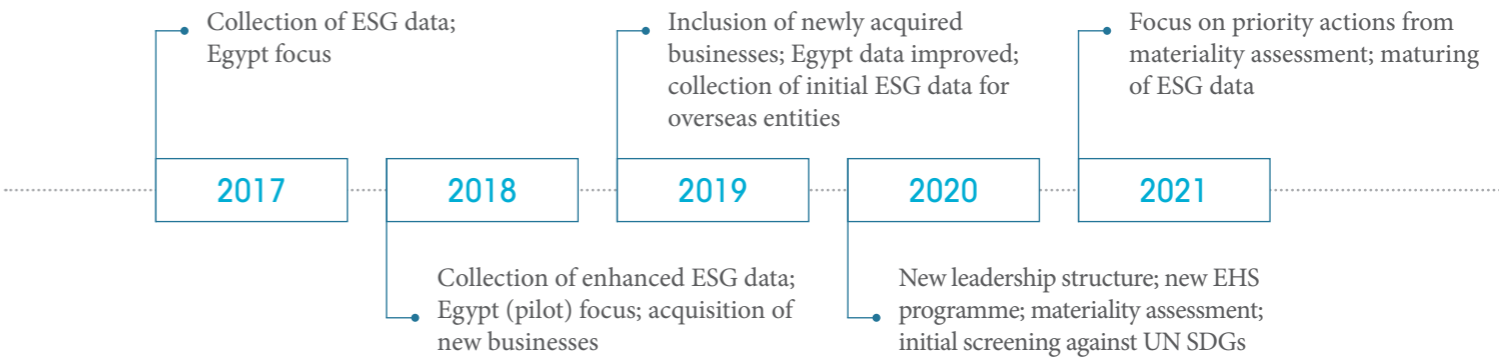 Collection of ESG data;
Egypt focus
Inclusion of newly acquired
businesses; Egypt data improved;
collection of initial ESG data for
overseas entities
Focus on priority actions from
materiality assessment; maturing
of ESG data
2017
2018
2019
2020
2021
Collection of enhanced ESG data;
Egypt (pilot) focus; acquisition of
new businesses
New leadership structure; new EHS
programme; materiality assessment;
initial screening against UN SDGs